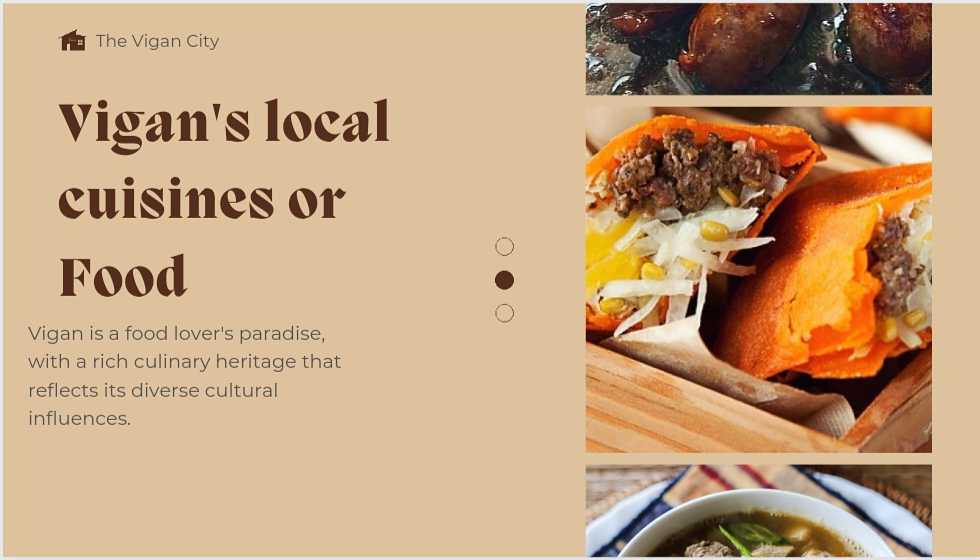 The Vigan City
Vigan's local
cuisines or
Food
Vigan is a food lover's paradise,
with a rich culinary heritage that
reflects its diverse cultural
influences.